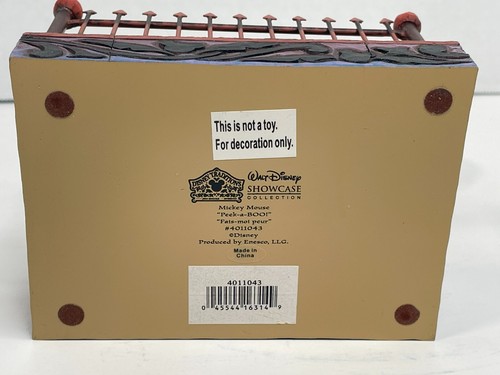 This is not a toy.
For decoration only.
DISNEY TRADITIONS
WALT DISNEY
SHOWCASE
COLLECTION
Mickey Mouse
"Peek-a-BOO!"
"Fais-moi peur"
#4011043
©Disney
Produced by Enesco, LLG.
Made in
China
4011043
0 45544 16314 9